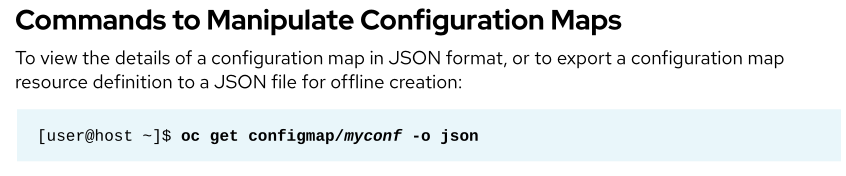 Commands to Manipulate Configuration Maps
To view the details of a configuration map in JSON format, or to export a configuration map
resource definition to a JSON file for offline creation:
[user@host ~]$ oc get configmap/myconf -o json